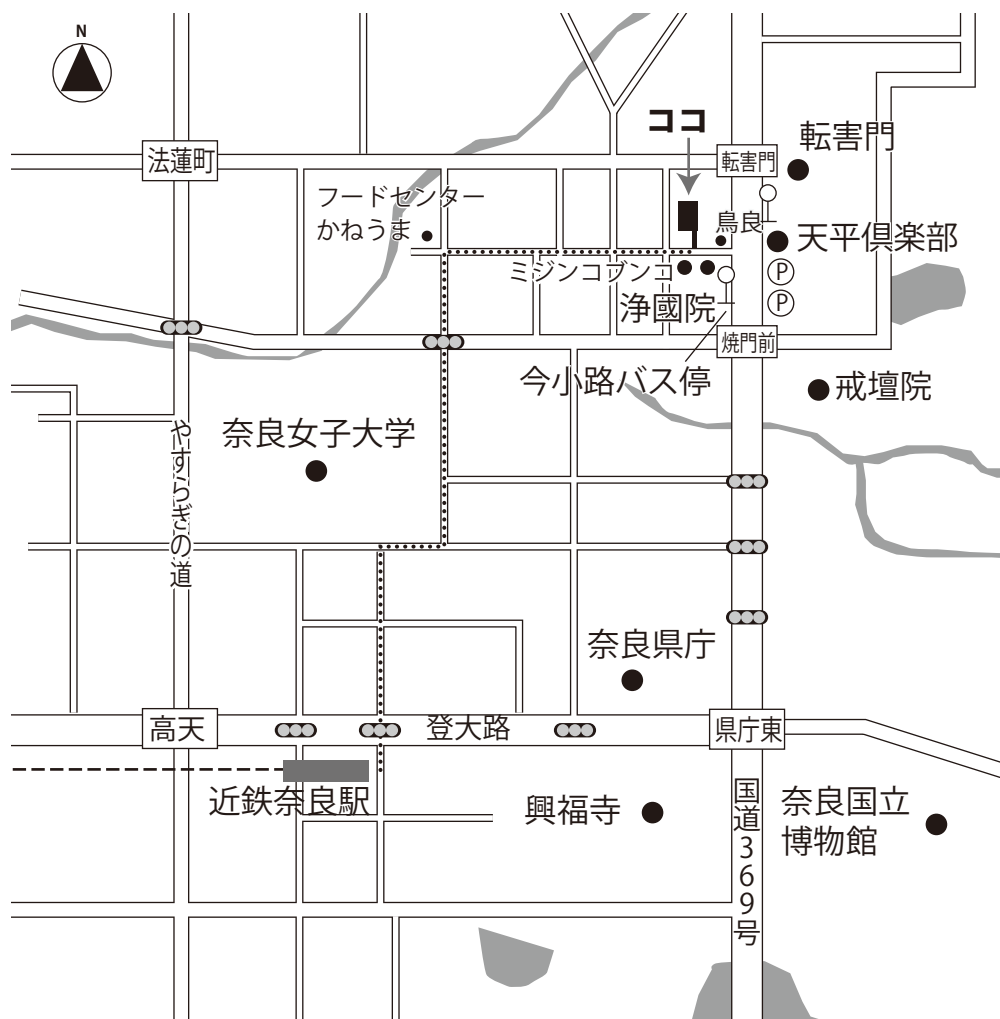 N
ココ
転害門
法蓮町
転害門
フードセンター
かねうま
鳥良
天平倶楽部
ミジンコブンコ
P
浄國院
P
焼門前
今小路バス停
戒壇院
奈良女子大学
やすらぎの道
奈良県庁
高天
登大路
県庁東
近鉄奈良駅
興福寺
国道369号
奈良国立
博物館